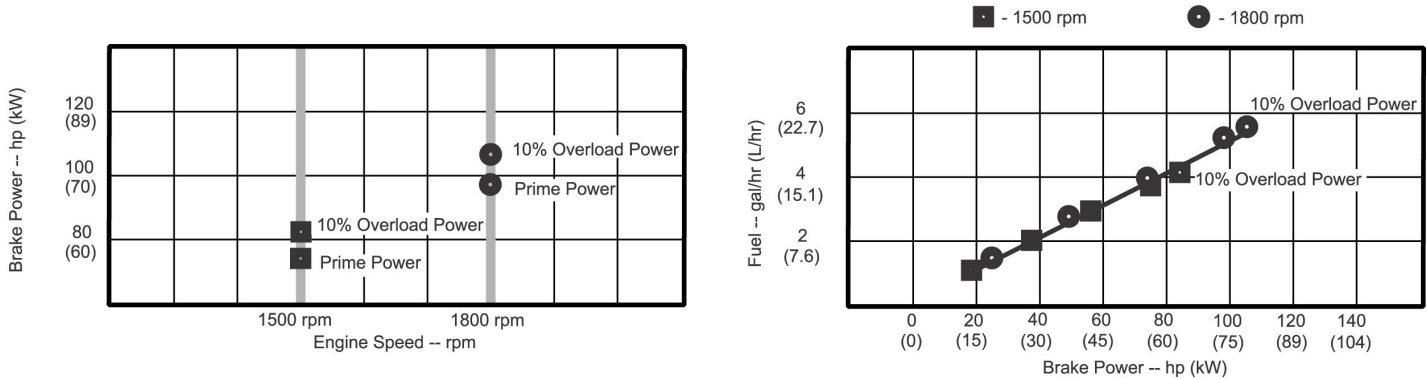 Brake Power -- hp (kW)
120
(89)
100
(70)
80
(60)
10% Overload Power
Prime Power
10% Overload Power
Prime Power
1500 rpm
1800 rpm
Engine Speed -- rpm
- 1500 rpm
- 1800 rpm
Fuel -- gal/hr (L/hr)
6
(22.7)
4
(15.1)
2
(7.6)
10% Overload Power
10% Overload Power
0 20 40 60 80 100 120 140
(0) (15) (30) (45) (60) (75) (89) (104)
Brake Power -- hp (kW)